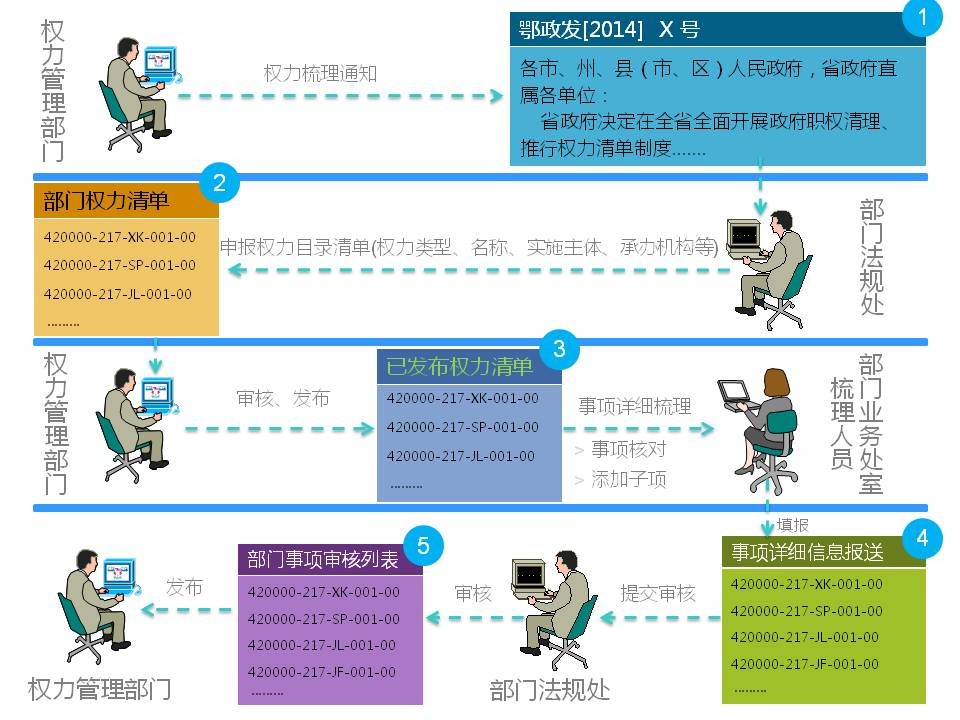 1
鄂政发[2014] X 号
权力管理部门
权力梳理通知
各市、州、县（市、区）人民政府，省政府直
属各单位：
省政府决定在全省全面开展政府职权清理、
推行权力清单制度.......
2
部门权力清单
420000-217-XK-001-00
420000-217-SP-001-00
420000-217-JL-001-00
.........
申报权力目录清单(权力类型、名称、实施主体、承办机构等)
部门法规处
权力管理部门
审核、发布
3
已发布权力清单
420000-217-XK-001-00
420000-217-SP-001-00
420000-217-JL-001-00
.........
事项详细梳理
> 事项核对
> 添加子项
部门业务处室
梳理人员
填报
4
事项详细信息报送
420000-217-XK-001-00
420000-217-SP-001-00
420000-217-JL-001-00
420000-217-JF-001-00
.........
提交审核
部门法规处
审核
5
部门事项审核列表
420000-217-XK-001-00
420000-217-SP-001-00
420000-217-JL-001-00
420000-217-JF-001-00
.........
发布
权力管理部门